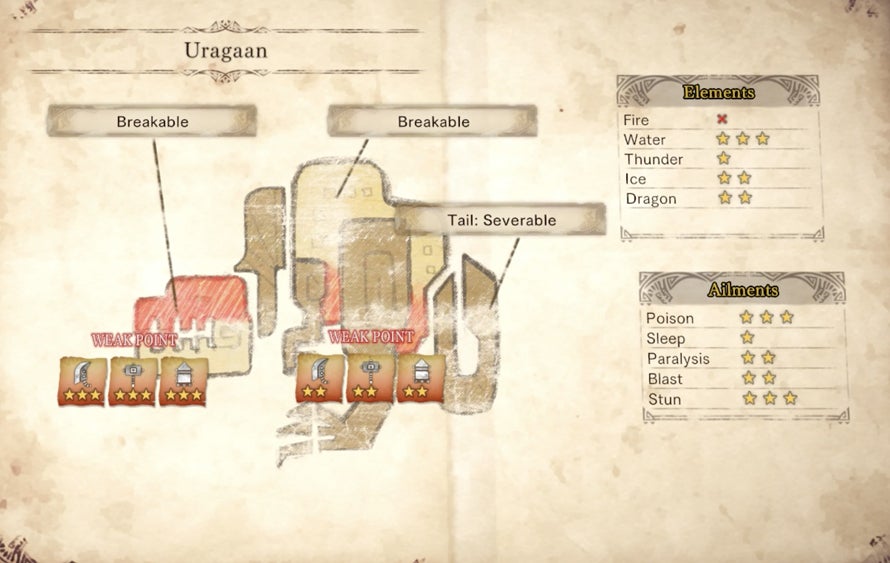 Uragaan
Breakable
Breakable
Tail: Severable
WEAK POINT
WEAK POINT
Elements
Fire
Water
Thunder
Ice
Dragon
Ailments
Poison
Sleep
Paralysis
Blast
Stun